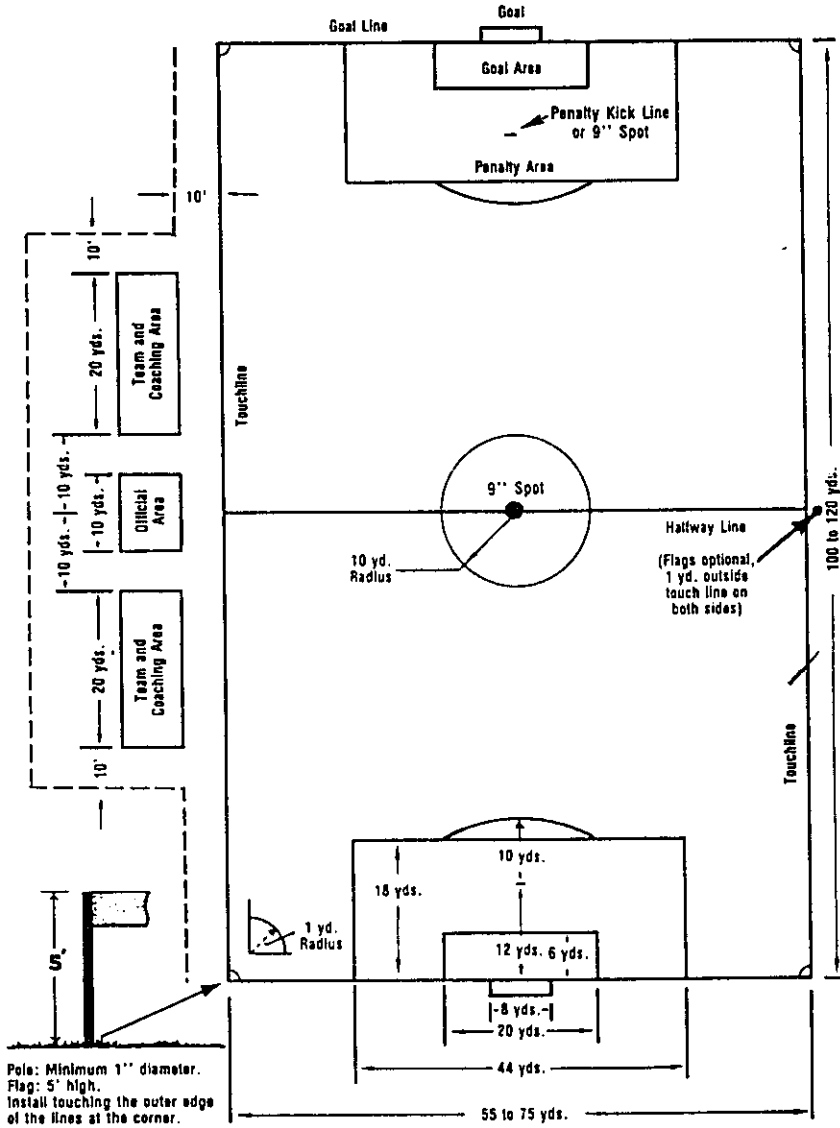 Goal
Goal Line
Goal Area
Penalty Kick Line
or 9'' Spot
Penalty Area
10'
10'
20 yds.
Team and
Coaching Area
Touchline
-10 yds.-
-10 yds.-
-10 yds.-
Official
Area
9'' Spot
10 yd.
Radius
Halfway Line
(Flags optional,
1 yd. outside
touch line on
both sides)
100 to 120 yds.
20 yds.
Team and
Coaching Area
10'
Touchline
10 yds.
18 yds.
12 yds.
6 yds.
1 yd.
Radius
5'
-8 yds.-
20 yds.
44 yds.
55 to 75 yds.
Pole: Minimum 1'' diameter.
Flag: 5' high.
Install touching the outer edge
of the lines at the corner.